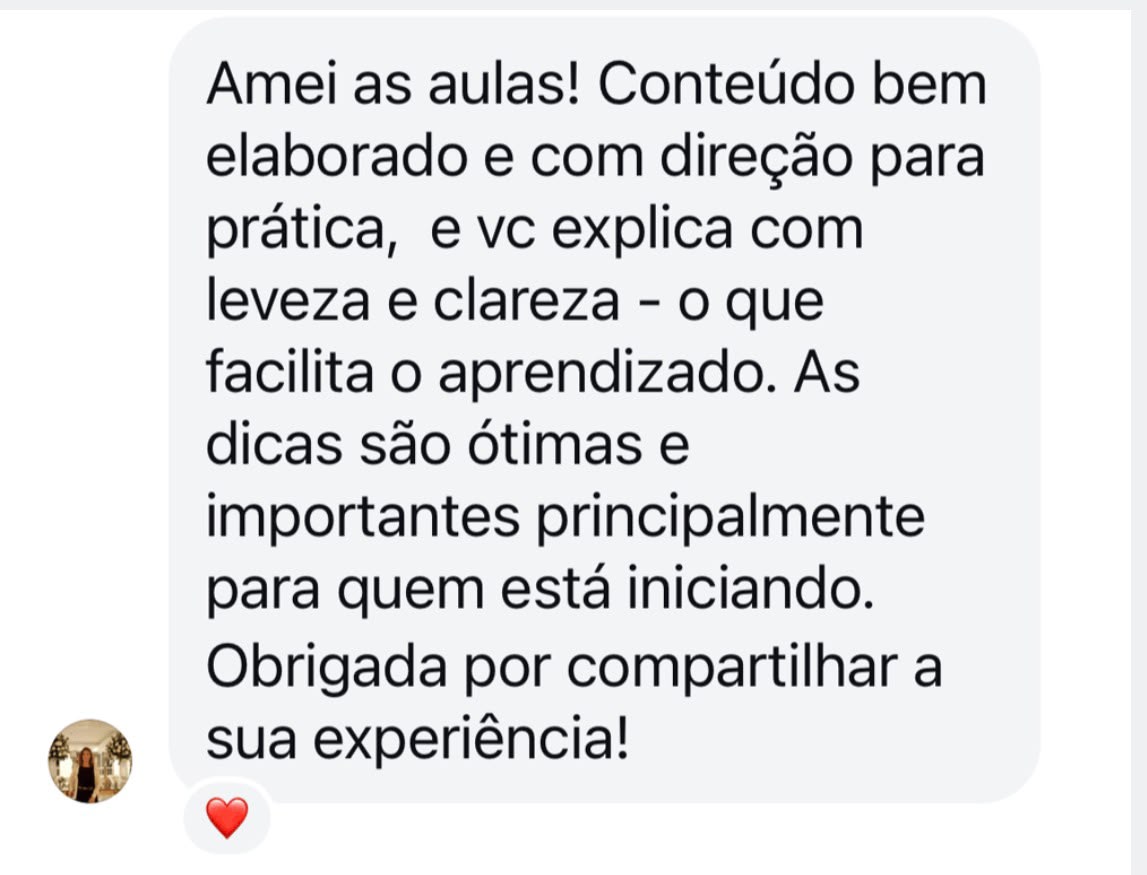 Amei as aulas! Conteúdo bem
elaborado e com direção para
prática,  e vc explica com
leveza e clareza - o que
facilita o aprendizado. As
dicas são ótimas e
importantes principalmente
para quem está iniciando.
Obrigada por compartilhar a
sua experiência!
❤️